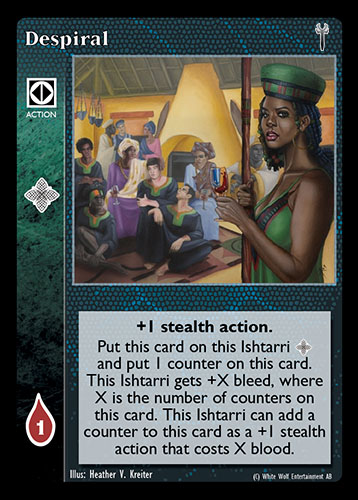 Despiral
ACTION
+1 stealth action.
Put this card on this Ishtarri
and put 1 counter on this card.
This Ishtarri gets +X bleed, where
X is the number of counters on
this card. This Ishtarri can add a
counter to this card as a +1 stealth
action that costs X blood.
1
Illus: Heather V. Kreiter
(C) White Wolf Entertainment AB